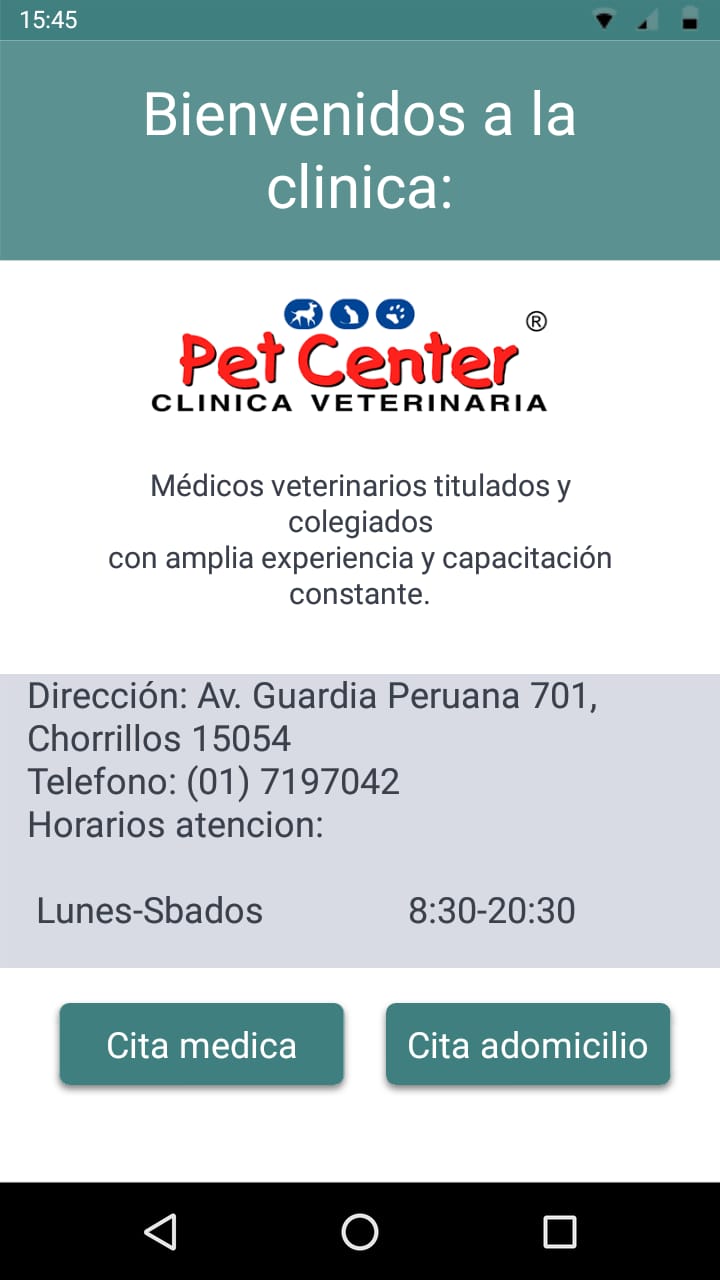 15:45
Bienvenidos a la
clinica:
®
Pet Center
CLINICA VETERINARIA
Médicos veterinarios titulados y
colegiados
con amplia experiencia y capacitación
constante.
Dirección: Av. Guardia Peruana 701,
Chorrillos 15054
Telefono: (01) 7197042
Horarios atencion:
Lunes-Sbados 8:30-20:30
Cita medica Cita adomicilio